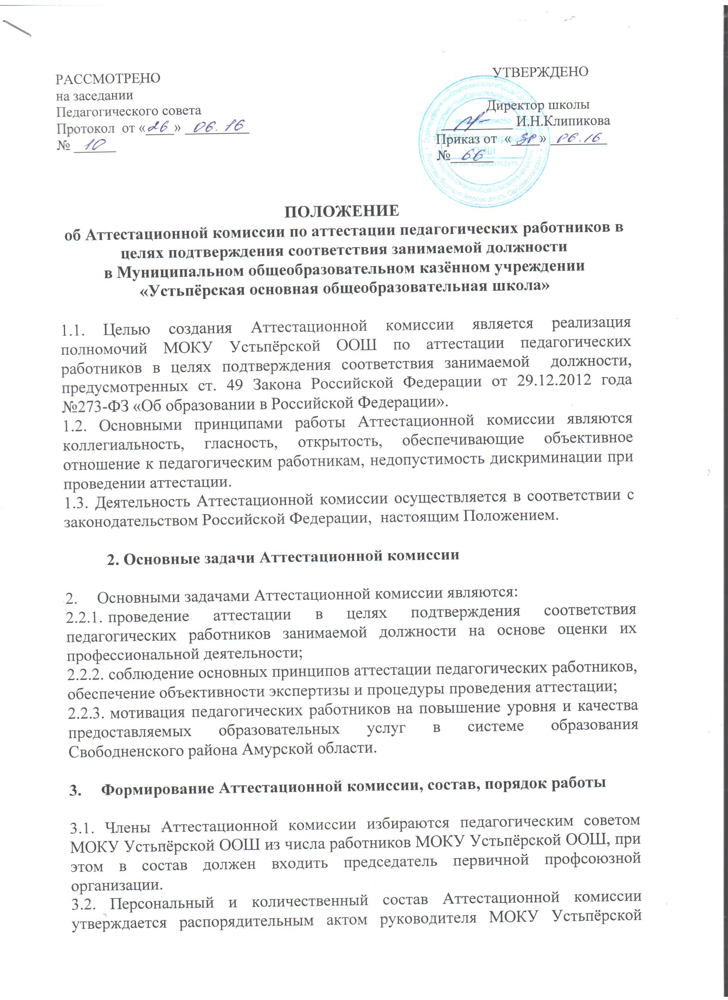 РАССМОТРЕНО
на заседании
Педагогического совета
Протокол от «26» 06.16
№ 10
УТВЕРЖДЕНО
Директор школы
И.Н.Клипикова
Приказ от «30» 06.16
№ 66
ООШ
ОГРН 1022800762379
ПОЛОЖЕНИЕ
об Аттестационной комиссии по аттестации педагогических работников в
целях подтверждения соответствия занимаемой должности
в Муниципальном общеобразовательном казённом учреждении
«Устьпёрская основная общеобразовательная школа»
1.1. Целью создания Аттестационной комиссии является реализация
полномочий МОКУ Устьпёрской ООШ по аттестации педагогических
работников в целях подтверждения соответствия занимаемой должности,
предусмотренных ст. 49 Закона Российской Федерации от 29.12.2012 года
№273-ФЗ «Об образовании в Российской Федерации».
1.2. Основными принципами работы Аттестационной комиссии являются
коллегиальность, гласность, открытость, обеспечивающие объективное
отношение к педагогическим работникам, недопустимость дискриминации при
проведении аттестации.
1.3. Деятельность Аттестационной комиссии осуществляется в соответствии с
законодательством Российской Федерации, настоящим Положением.
2. Основные задачи Аттестационной комиссии
2. Основными задачами Аттестационной комиссии являются:
2.2.1. проведение аттестации в целях подтверждения соответствия
педагогических работников занимаемой должности на основе оценки их
профессиональной деятельности;
2.2.2. соблюдение основных принципов аттестации педагогических работников,
обеспечение объективности экспертизы и процедуры проведения аттестации;
2.2.3. мотивация педагогических работников на повышение уровня и качества
предоставляемых образовательных услуг в системе образования
Свободненского района Амурской области.
3. Формирование Аттестационной комиссии, состав, порядок работы
3.1. Члены Аттестационной комиссии избираются педагогическим советом
МОКУ Устьпёрской ООШ из числа работников МОКУ Устьпёрской ООШ, при
этом в состав должен входить председатель первичной профсоюзной
организации.
3.2. Персональный и количественный состав Аттестационной комиссии
утверждается распорядительным актом руководителя МОКУ Устьпёрской